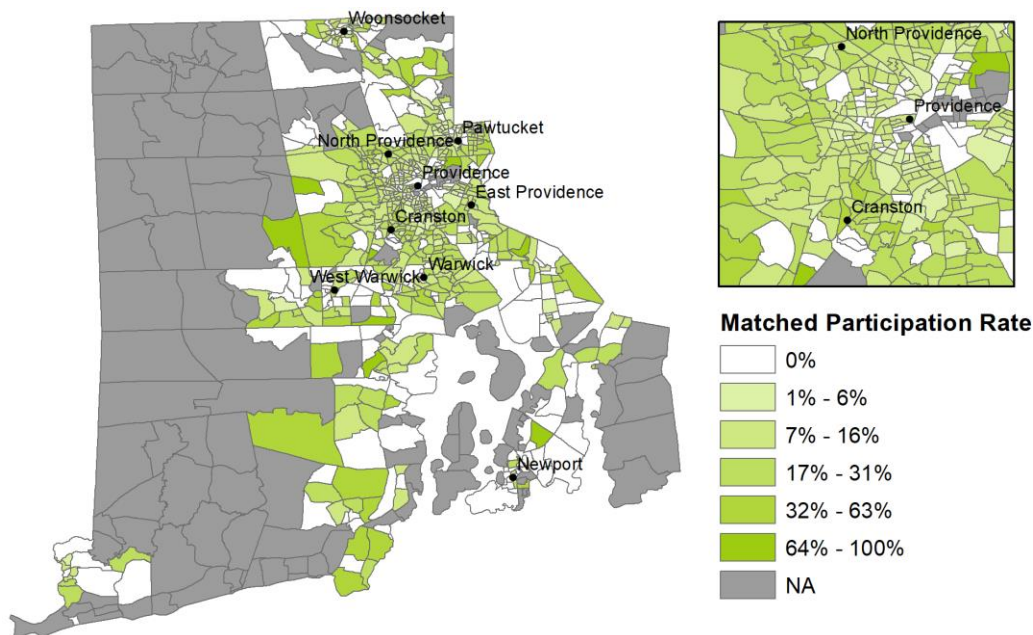 Woonsocket
Pawtucket
North Providence
Providence
East Providence
Cranston
Warwick
West Warwick
Newport
North Providence
Providence
Cranston
Matched Participation Rate
0%
1% - 6%
7% - 16%
17% - 31%
32% - 63%
64% - 100%
NA